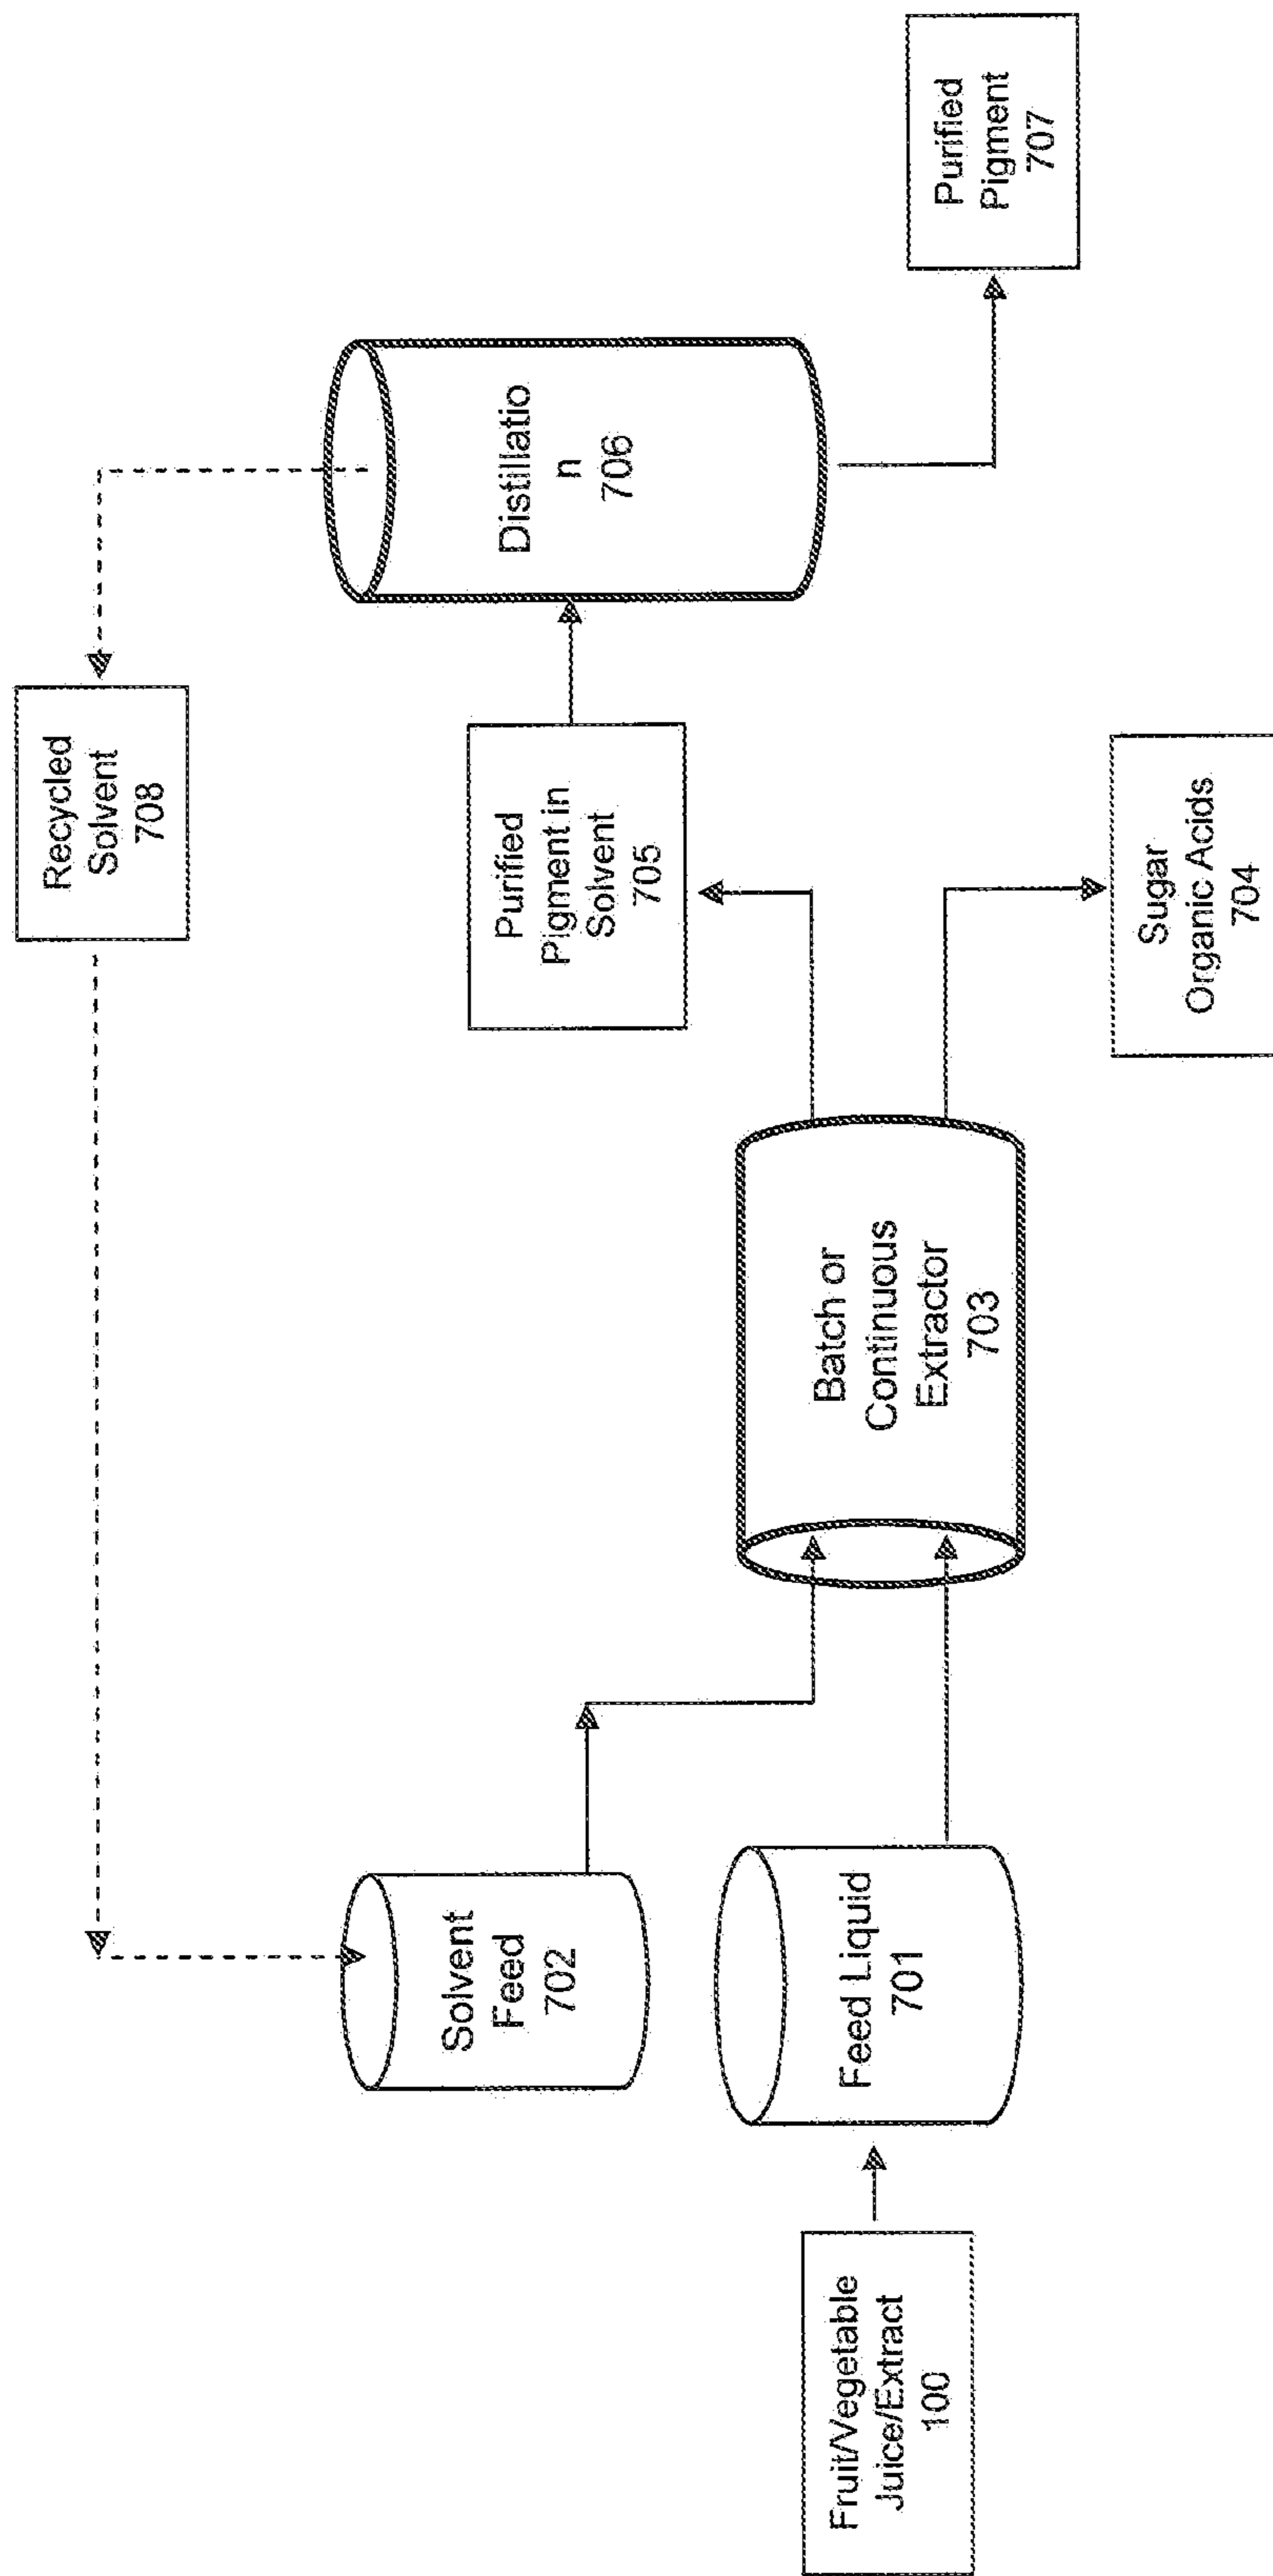 Fruit/Vegetable
Juice/Extract
100
Feed Liquid
701
Solvent
Feed
702
Batch or
Continuous
Extractor
703
Sugar
Organic Acids
704
Purified
Pigment in
Solvent
705
Distillatio
n
706
Purified
Pigment
707
Recycled
Solvent
708